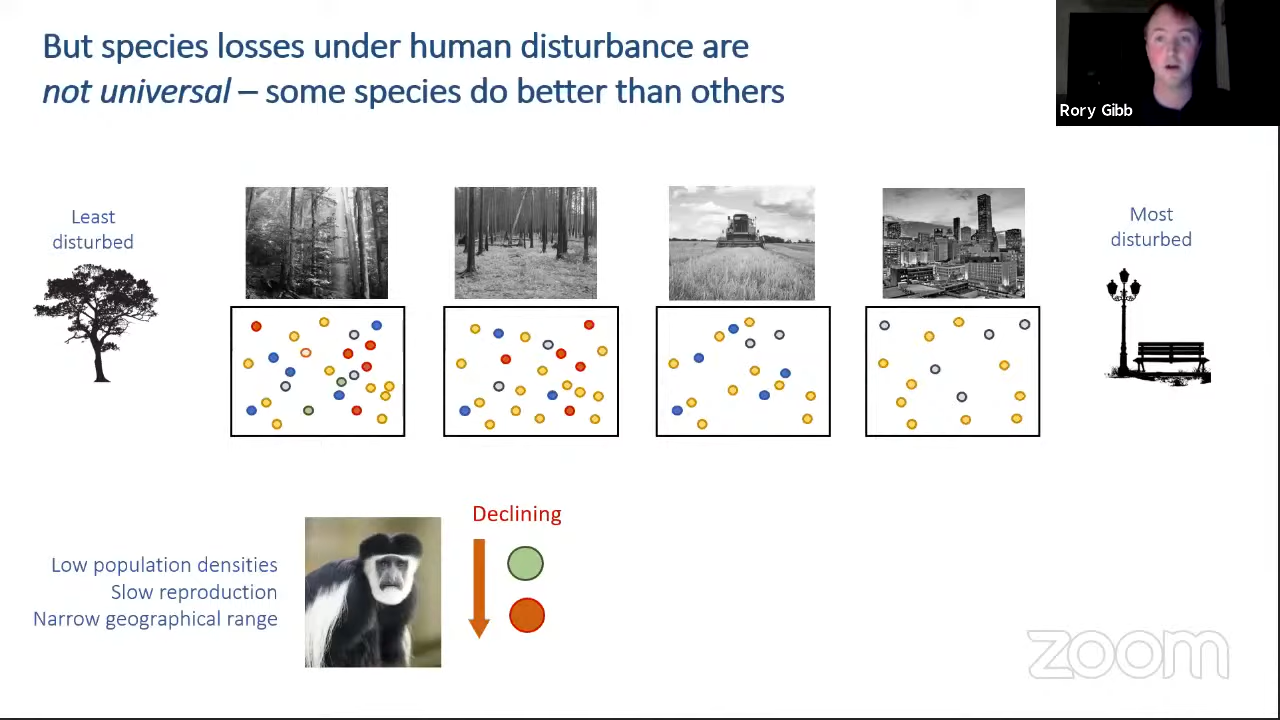 But species losses under human disturbance are
not universal – some species do better than others
Rory Gibb
Least
disturbed
Most
disturbed
Declining
Low population densities
Slow reproduction
Narrow geographical range
zoom